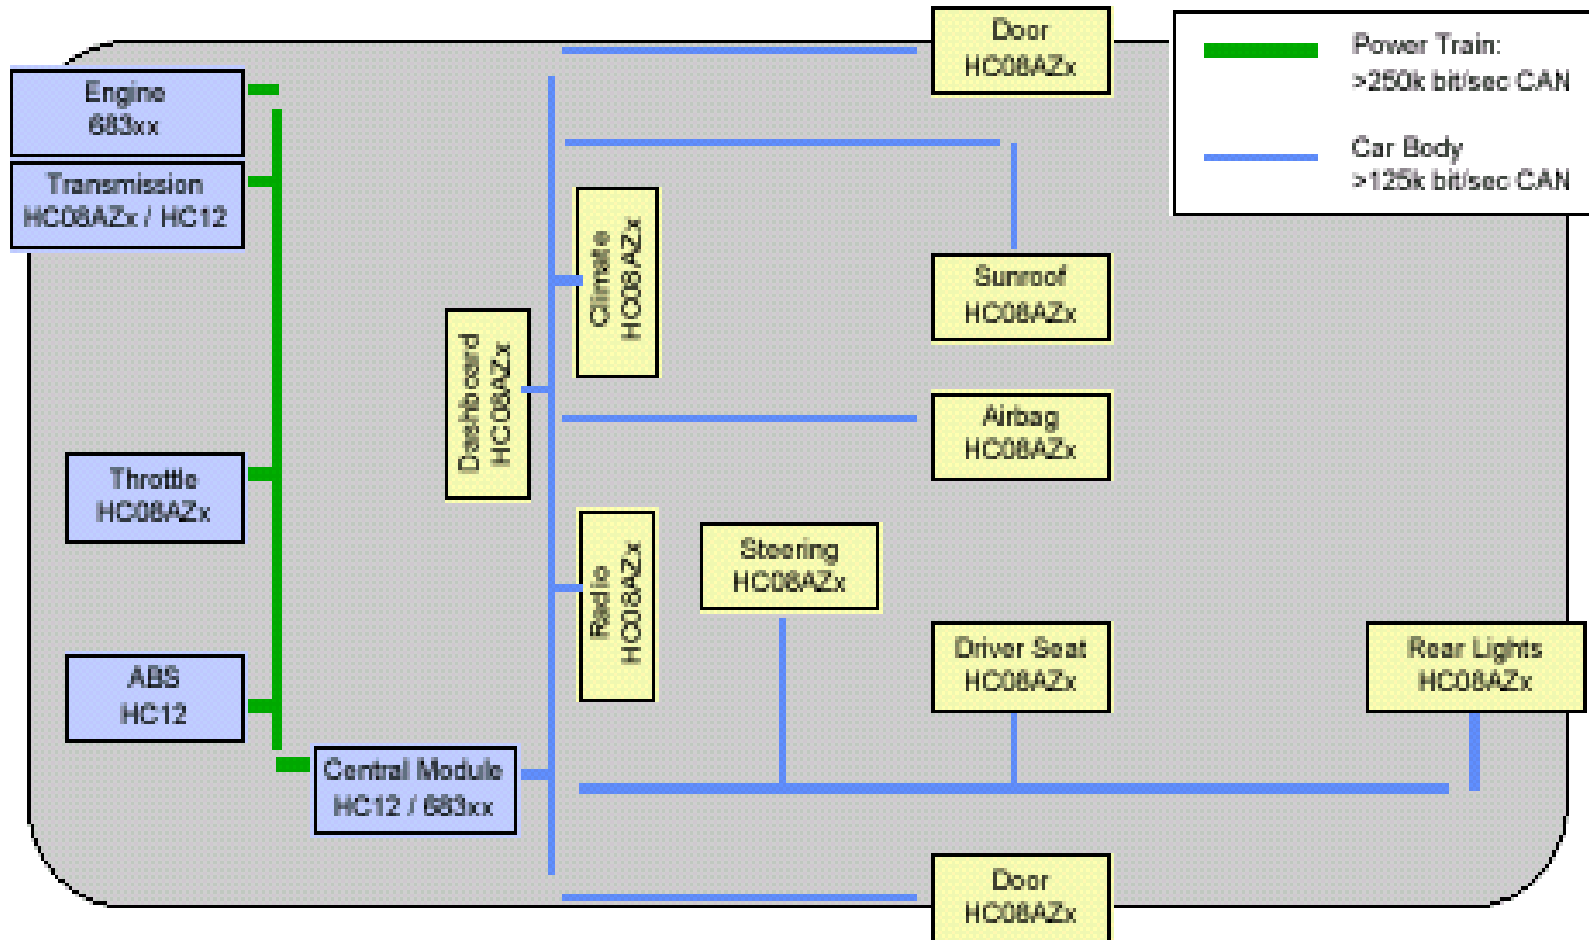 Door
HC08AZx
Power Train:
>250k bit/sec CAN
Car Body
>125k bit/sec CAN
Engine
683xx
Transmission
HC08AZx / HC12
Climate
HC08AZx
Sunroof
HC08AZx
Dashboard
HC08AZx
Airbag
HC08AZx
Throttle
HC08AZx
Radio
HC08AZx
Steering
HC08AZx
Driver Seat
HC08AZx
Rear Lights
HC08AZx
ABS
HC12
Central Module
HC12 / 683xx
Door
HC08AZx